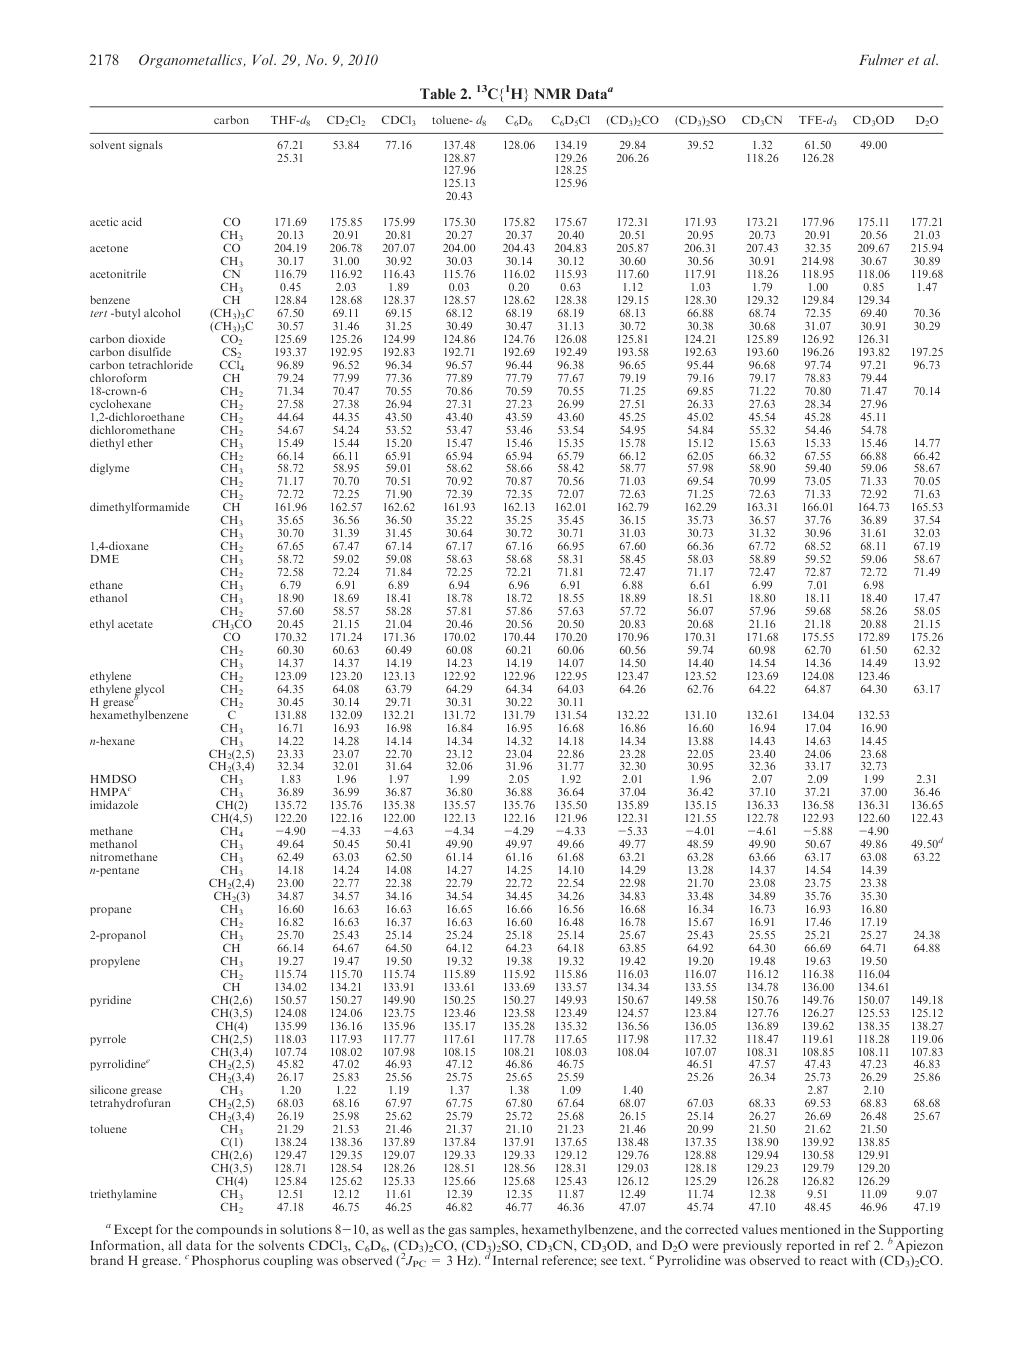 2178 Organometallics, Vol. 29, No. 9, 2010 Fulmer et al.
Table 2. 13C{1H} NMR Dataa
carbon THF-d8 CD2Cl2 CDCl3 toluene- d8 C6D6 C6D5Cl (CD3)2CO (CD3)2SO CD3CN TFE-d3 CD3OD D2O
solvent signals 67.21 53.84 77.16 137.48 128.06 134.19 29.84 39.52 1.32 61.50 49.00
25.31 128.87 129.26 206.26 118.26 126.28
127.96 128.25
125.13 125.96
20.43
acetic acid CO 171.69 175.85 175.99 175.30 175.82 175.67 172.31 171.93 173.21 177.96 175.11 177.21
CH3 20.13 20.91 20.81 20.27 20.37 20.40 20.51 20.95 20.73 20.91 20.56 21.03
acetone CO 204.19 206.78 207.07 204.00 204.43 204.83 205.87 206.31 207.43 32.35 209.67 215.94
CH3 30.17 31.00 30.92 30.03 30.14 30.12 30.60 30.56 30.91 214.98 30.67 30.89
acetonitrile CN 116.79 116.92 116.43 115.76 116.02 115.93 117.60 117.91 118.26 118.95 118.06 119.68
CH3 0.45 2.03 1.89 0.03 0.20 0.63 1.12 1.03 1.79 1.00 0.85 1.47
benzene CH 128.84 128.68 128.37 128.57 128.62 128.38 129.15 128.30 129.32 129.84 129.34
tert -butyl alcohol (CH3)3C 67.50 69.11 69.15 68.12 68.19 68.19 68.13 66.88 68.74 72.35 69.40 70.36
(CH3)3C 30.57 31.46 31.25 30.49 30.47 31.13 30.72 30.38 30.68 31.07 30.91 30.29
carbon dioxide CO2 125.69 125.26 124.99 124.86 124.76 126.08 125.81 124.21 125.89 126.92 126.31
carbon disulfide CS2 193.37 192.95 192.83 192.71 192.69 192.49 193.58 192.63 193.60 196.26 193.82 197.25
carbon tetrachloride CCl4 96.89 96.52 96.34 96.57 96.44 96.38 96.65 95.44 96.68 97.74 97.21 96.73
chloroform CH 79.24 77.99 77.36 77.89 77.79 77.67 79.19 79.16 79.17 78.83 79.44
18-crown-6 CH2 71.34 70.47 70.55 70.86 70.59 70.55 71.25 69.85 71.22 70.80 71.47 70.14
cyclohexane CH2 27.58 27.38 26.94 27.31 27.23 26.99 27.51 26.33 27.63 28.34 27.96
1,2-dichloroethane CH2 44.64 44.35 43.50 43.40 43.59 43.60 45.25 45.02 45.54 45.28 45.11
dichloromethane CH2 54.67 54.24 53.52 53.47 53.46 53.54 54.95 54.84 55.32 54.46 54.78
diethyl ether CH3 15.49 15.44 15.20 15.47 15.46 15.35 15.78 15.12 15.63 15.33 15.46 14.77
CH2 66.14 66.11 65.91 65.94 65.94 65.79 66.12 62.05 66.32 67.55 66.88 66.42
diglyme CH3 58.72 58.95 59.01 58.62 58.66 58.42 58.77 57.98 58.90 59.40 59.06 58.67
CH2 71.17 70.70 70.51 70.92 70.87 70.56 71.03 69.54 70.99 73.05 71.33 70.05
CH2 72.72 72.25 71.90 72.39 72.35 72.07 72.63 71.25 72.63 71.33 72.92 71.63
dimethylformamide CH 161.96 162.57 162.62 161.93 162.13 162.01 162.79 162.29 163.31 166.01 164.73 165.53
CH3 35.65 36.56 36.50 35.22 35.25 35.45 36.15 35.73 36.57 37.76 36.89 37.54
CH3 30.70 31.39 31.45 30.64 30.72 30.71 31.03 30.73 31.32 30.96 31.61 32.03
1,4-dioxane CH2 67.65 67.47 67.14 67.17 67.16 66.95 67.60 66.36 67.72 68.52 68.11 67.19
DME CH3 58.72 59.02 59.08 58.63 58.68 58.31 58.45 58.03 58.89 59.52 59.06 58.67
CH2 72.58 72.24 71.84 72.25 72.21 71.81 72.47 71.17 72.47 72.87 72.72 71.49
ethane CH3 6.79 6.91 6.89 6.94 6.96 6.91 6.88 6.61 6.99 7.01 6.98
ethanol CH3 18.90 18.69 18.41 18.78 18.72 18.55 18.89 18.51 18.80 18.11 18.40 17.47
CH2 57.60 58.57 58.28 57.81 57.86 57.63 57.72 56.07 57.96 59.68 58.26 58.05
ethyl acetate CH3CO 20.45 21.15 21.04 20.46 20.56 20.50 20.83 20.68 21.16 21.18 20.88 21.15
CO 170.32 171.24 171.36 170.02 170.44 170.20 170.96 170.31 171.68 175.55 172.89 175.26
CH2 60.30 60.63 60.49 60.08 60.21 60.06 60.56 59.74 60.98 62.70 61.50 62.32
CH3 14.37 14.37 14.19 14.23 14.19 14.07 14.50 14.40 14.54 14.36 14.49 13.92
ethylene CH2 123.09 123.20 123.13 122.92 122.96 122.95 123.47 123.52 123.69 124.08 123.46
ethylene glycol CH2 64.35 64.08 63.79 64.29 64.34 64.03 64.26 62.76 64.22 64.87 64.30 63.17
H greaseb CH2 30.45 30.14 29.71 30.31 30.22 30.11
hexamethylbenzene C 131.88 132.09 132.21 131.72 131.79 131.54 132.22 131.10 132.61 134.04 132.53
CH3 16.71 16.93 16.98 16.84 16.95 16.68 16.86 16.60 16.94 17.04 16.90
n-hexane CH3 14.22 14.28 14.14 14.34 14.32 14.18 14.34 13.88 14.43 14.63 14.45
CH2(2,5) 23.33 23.07 22.70 23.12 23.04 22.86 23.28 22.05 23.40 24.06 23.68
CH2(3,4) 32.34 32.01 31.64 32.06 31.96 31.77 32.30 30.95 32.36 33.17 32.73
HMDSO CH3 1.83 1.96 1.97 1.99 2.05 1.92 2.01 1.96 2.07 2.09 1.99 2.31
HMPAc CH3 36.89 36.99 36.87 36.80 36.88 36.64 37.04 36.42 37.10 37.21 37.00 36.46
imidazole CH(2) 135.72 135.76 135.38 135.57 135.76 135.50 135.89 135.15 136.33 136.58 136.31 136.65
CH(4,5) 122.20 122.16 122.00 122.13 122.16 121.96 122.31 121.55 122.78 122.93 122.60 122.43
methane CH4 −4.90 −4.33 −4.63 −4.34 −4.29 −4.33 −5.33 −4.01 −4.61 −5.88 −4.90
methanol CH3 49.64 50.45 50.41 49.90 49.97 49.66 49.77 48.59 49.90 50.67 49.86 49.50d
nitromethane CH3 62.49 63.03 62.50 61.14 61.16 61.68 63.21 63.28 63.66 63.17 63.08 63.22
n-pentane CH3 14.18 14.24 14.08 14.27 14.25 14.10 14.29 13.28 14.37 14.54 14.39
CH2(2,4) 23.00 22.77 22.38 22.79 22.72 22.54 22.98 21.70 23.08 23.75 23.38
CH2(3) 34.87 34.57 34.16 34.54 34.45 34.26 34.83 33.48 34.89 35.76 35.30
propane CH3 16.60 16.63 16.63 16.65 16.66 16.56 16.68 16.34 16.73 16.93 16.80
CH2 16.82 16.63 16.37 16.63 16.60 16.48 16.78 15.67 16.91 17.46 17.19
2-propanol CH3 25.70 25.43 25.14 25.24 25.18 25.14 25.67 25.43 25.55 25.21 25.27 24.38
CH 66.14 64.67 64.50 64.12 64.23 64.18 63.85 64.92 64.30 66.69 64.71 64.88
propylene CH3 19.27 19.47 19.50 19.32 19.38 19.32 19.42 19.20 19.48 19.63 19.50
CH2 115.74 115.70 115.74 115.89 115.92 115.86 116.03 116.07 116.12 116.38 116.04
CH 134.02 134.21 133.91 133.61 133.69 133.57 134.34 133.55 134.78 136.00 134.61
pyridine CH(2,6) 150.57 150.27 149.90 150.25 150.27 149.93 150.67 149.58 150.76 149.76 150.07 149.18
CH(3,5) 124.08 124.06 123.75 123.46 123.58 123.49 124.57 123.84 127.76 126.27 125.53 125.12
CH(4) 135.99 136.16 135.96 135.17 135.28 135.32 136.56 136.05 136.89 139.62 138.35 138.27
pyrrole CH(2,5) 118.03 117.93 117.77 117.61 117.78 117.65 117.98 117.32 118.47 119.61 118.28 119.06
CH(3,4) 107.74 108.02 107.98 108.15 108.21 108.03 108.04 107.07 108.31 108.85 108.11 107.83
pyrrolidinee CH2(2,5) 45.82 47.02 46.93 47.12 46.86 46.75 46.51 47.57 47.43 47.23 46.83
CH2(3,4) 26.17 25.83 25.56 25.75 25.65 25.59 25.26 26.34 25.73 26.29 25.86
silicone grease CH3 1.20 1.22 1.19 1.37 1.38 1.09 1.40 2.87 2.10
tetrahydrofuran CH2(2,5) 68.03 68.16 67.97 67.75 67.80 67.64 68.07 67.03 68.33 69.53 68.83 68.68
CH2(3,4) 26.19 25.98 25.62 25.79 25.72 25.68 26.15 25.14 26.27 26.69 26.48 25.67
toluene CH3 21.29 21.53 21.46 21.37 21.10 21.23 21.46 20.99 21.50 21.62 21.50
C(1) 138.24 138.36 137.89 137.84 137.91 137.65 138.48 137.35 138.90 139.92 138.85
CH(2,6) 129.47 129.35 129.07 129.33 129.33 129.12 129.76 128.88 129.94 130.58 129.91
CH(3,5) 128.71 128.54 128.26 128.51 128.56 128.31 129.03 128.18 129.23 129.79 129.20
CH(4) 125.84 125.62 125.33 125.66 125.68 125.43 126.12 125.29 126.28 126.82 126.29
triethylamine CH3 12.51 12.12 11.61 12.39 12.35 11.87 12.49 11.74 12.38 9.51 11.09 9.07
CH2 47.18 46.75 46.25 46.82 46.77 46.36 47.07 45.74 47.10 48.45 46.96 47.19
a Except for the compounds in solutions 8−10, as well as the gas samples, hexamethylbenzene, and the corrected values mentioned in the Supporting
Information, all data for the solvents CDCl3, C6D6, (CD3)2CO, (CD3)2SO, CD3CN, CD3OD, and D2O were previously reported in ref 2. b Apiezon
brand H grease. c Phosphorus coupling was observed (2JPC = 3 Hz). d Internal reference; see text. e Pyrrolidine was observed to react with (CD3)2CO.